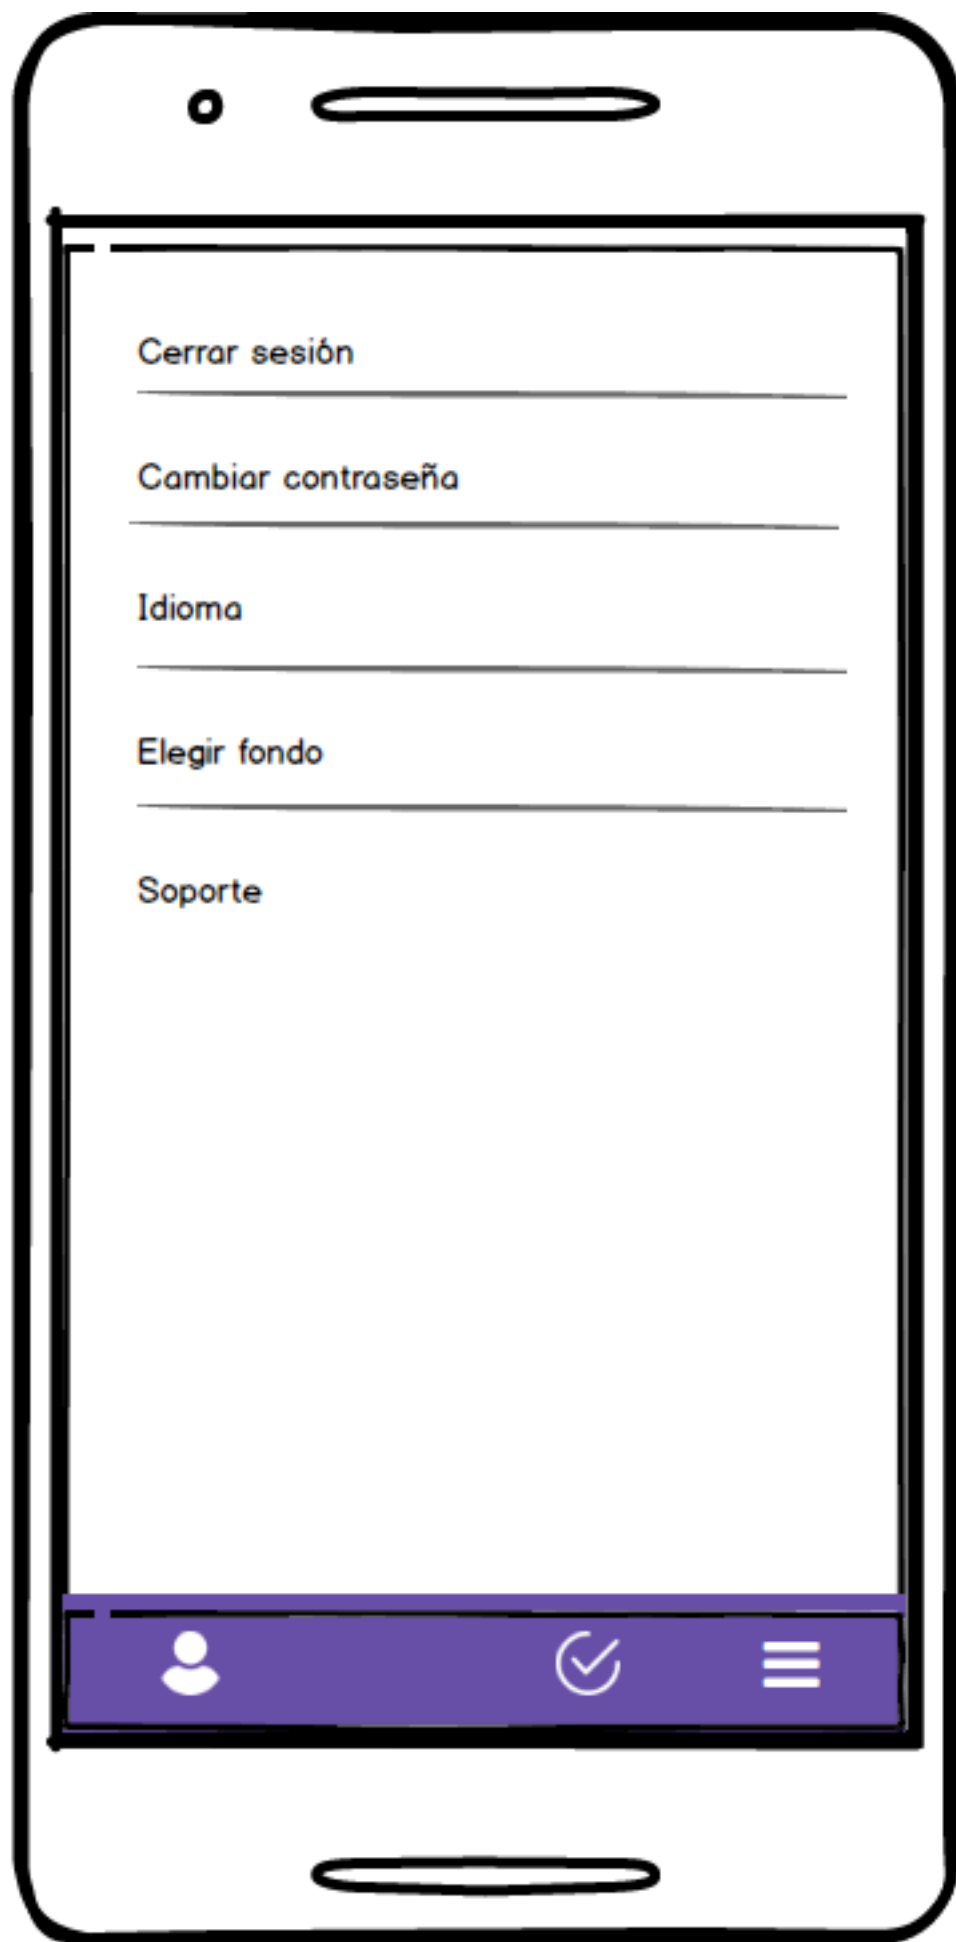 Cerrar sesión
Cambiar contraseña
Idioma
Elegir fondo
Soporte